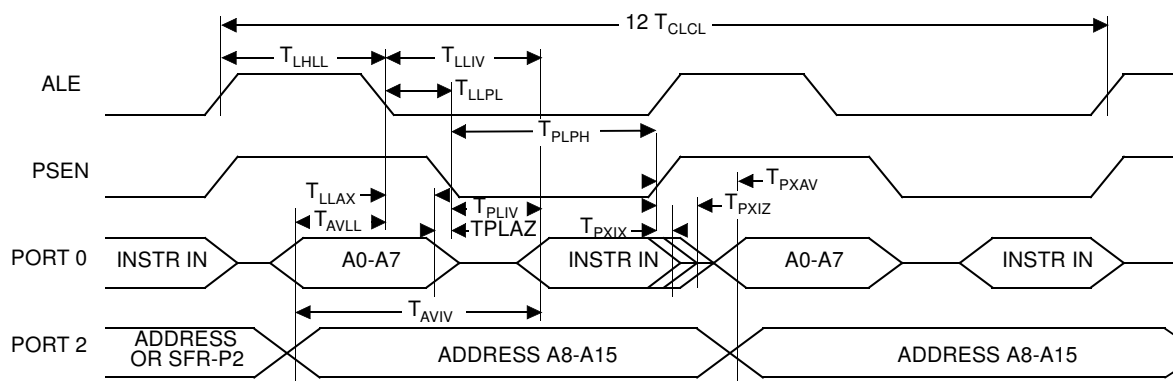 12 TCLCL
TLHLL
TLLIV
ALE
TLLPL
TPLPH
PSEN
TPXAV
TLLAX
TPLIV
TPXIZ
TAVLL
TPLAZ
TPXIX
PORT 0
INSTR IN
A0-A7
INSTR IN
A0-A7
INSTR IN
TAVIV
PORT 2
ADDRESS
OR SFR-P2
ADDRESS A8-A15
ADDRESS A8-A15